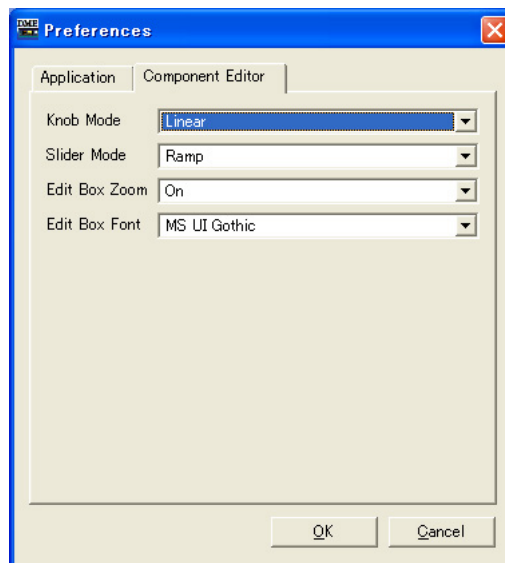 DME
Preferences
Application Component Editor
Knob Mode Linear
Slider Mode Ramp
Edit Box Zoom On
Edit Box Font MS UI Gothic
OK Cancel